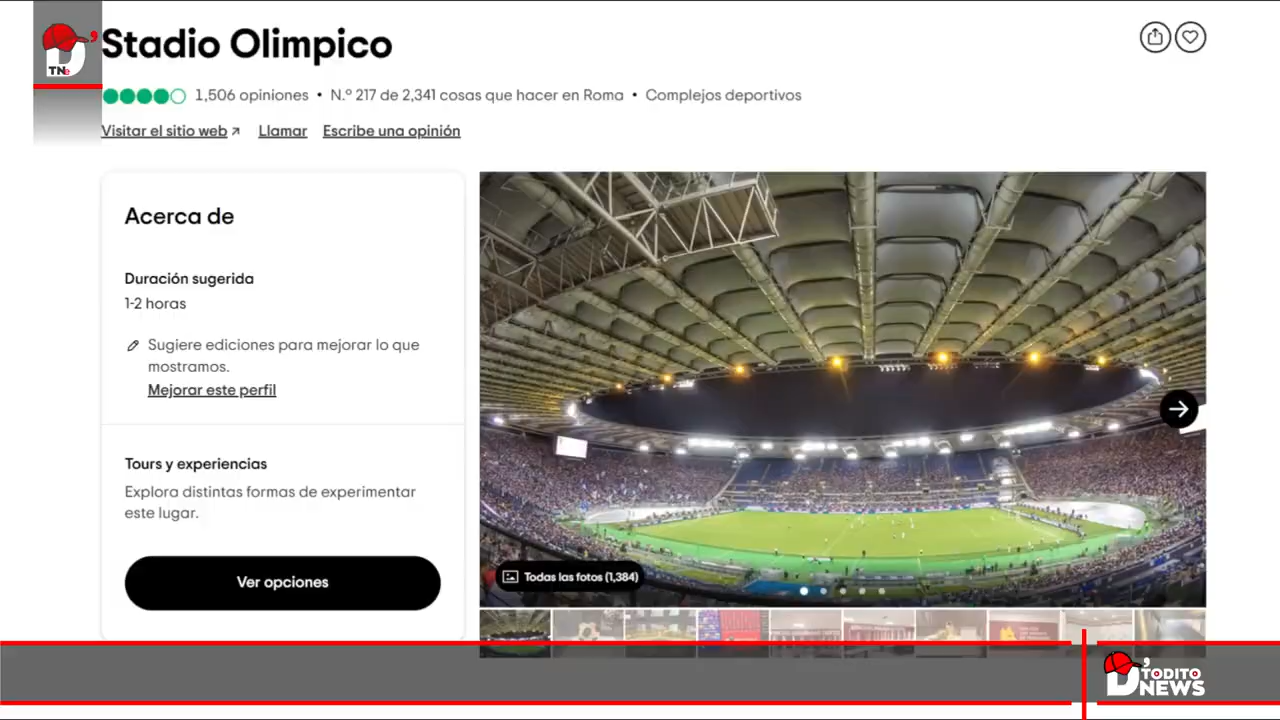 Stadio Olimpico
1,506 opiniones • N.º 217 de 2,341 cosas que hacer en Roma • Complejos deportivos
Visitar el sitio web Llamar Escribe una opinión
Acerca de
Duración sugerida
1-2 horas
Sugiere ediciones para mejorar lo que
mostramos.
Mejorar este perfil
Tours y experiencias
Explora distintas formas de experimentar
este lugar.
Ver opciones
Todas las fotos (1,384)
D'
TNe
D'TODITO
NEWS